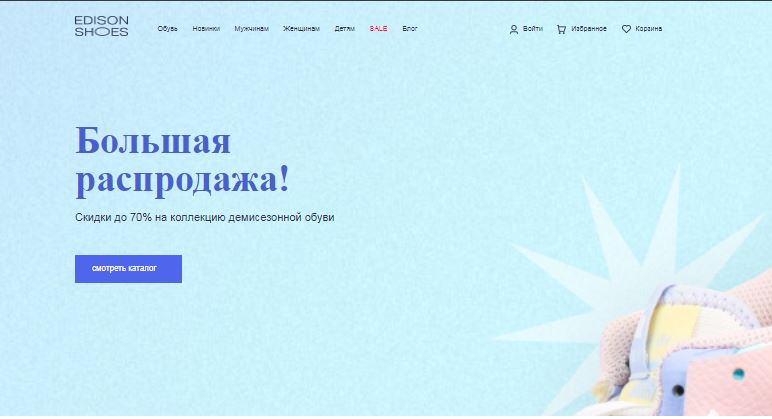 EDISON
SHOES
Обувь Новинки Мужчинам Женщинам Детям SALE Блог
Войти Избранное Корзина
Большая
распродажа!
Скидки до 70% на коллекцию демисезонной обуви
смотреть каталог